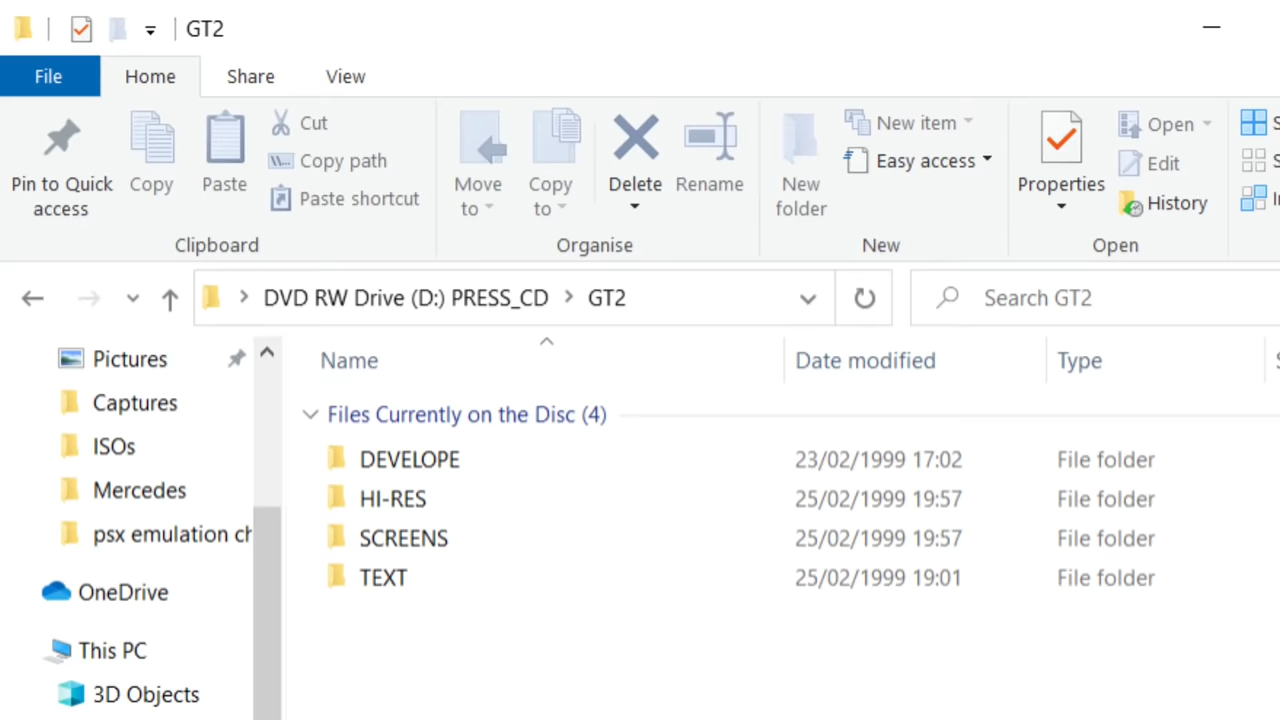 GT2
File Home Share View
Pin to Quick access
Copy
Paste
Cut
Copy path
Paste shortcut
Clipboard
Move to
Copy to
Delete
Rename
Organise
New folder
New item
Easy access
New
Properties
Open
Edit
History
Open
DVD RW Drive (D:) PRESS_CD GT2
Search GT2
Pictures
Captures
ISOs
Mercedes
psx emulation
OneDrive
This PC
3D Objects
Name Date modified Type
Files Currently on the Disc (4)
DEVELOPE 23/02/1999 17:02 File folder
HI-RES 25/02/1999 19:57 File folder
SCREENS 25/02/1999 19:57 File folder
TEXT 25/02/1999 19:01 File folder